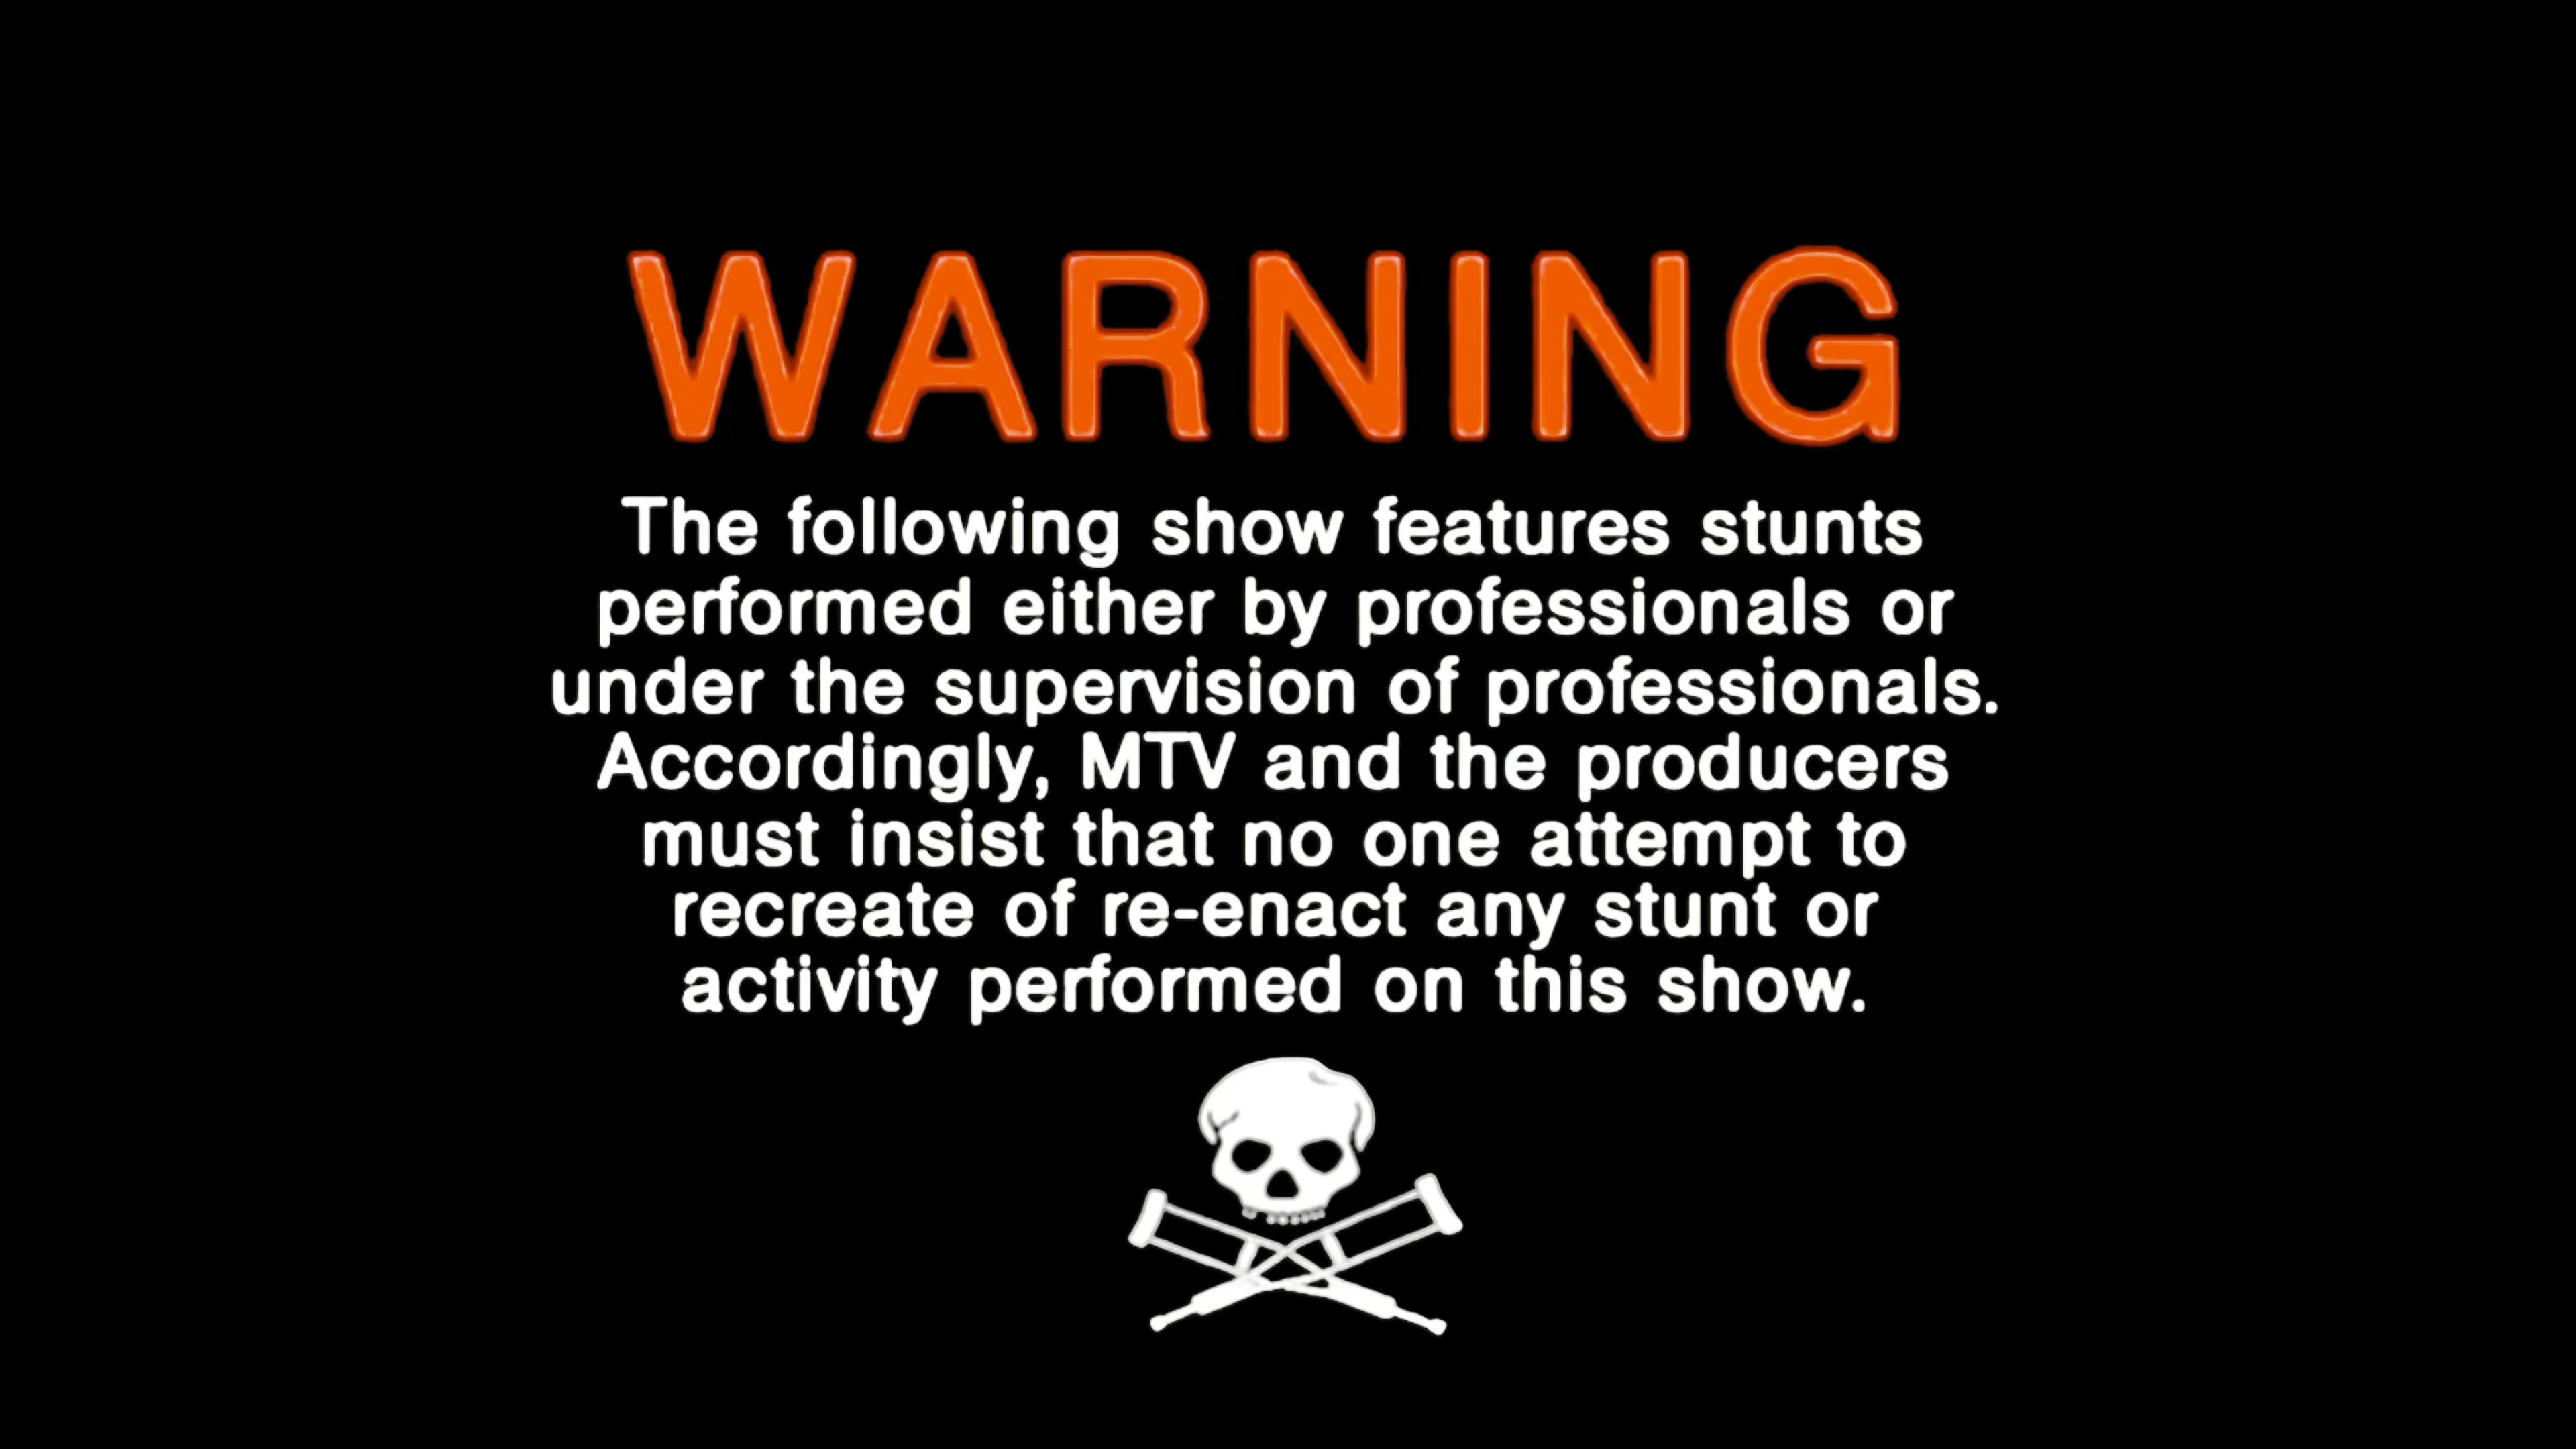 WARNING
The following show features stunts
performed either by professionals or
under the supervision of professionals.
Accordingly, MTV and the producers
must insist that no one attempt to
recreate of re-enact any stunt or
activity performed on this show.